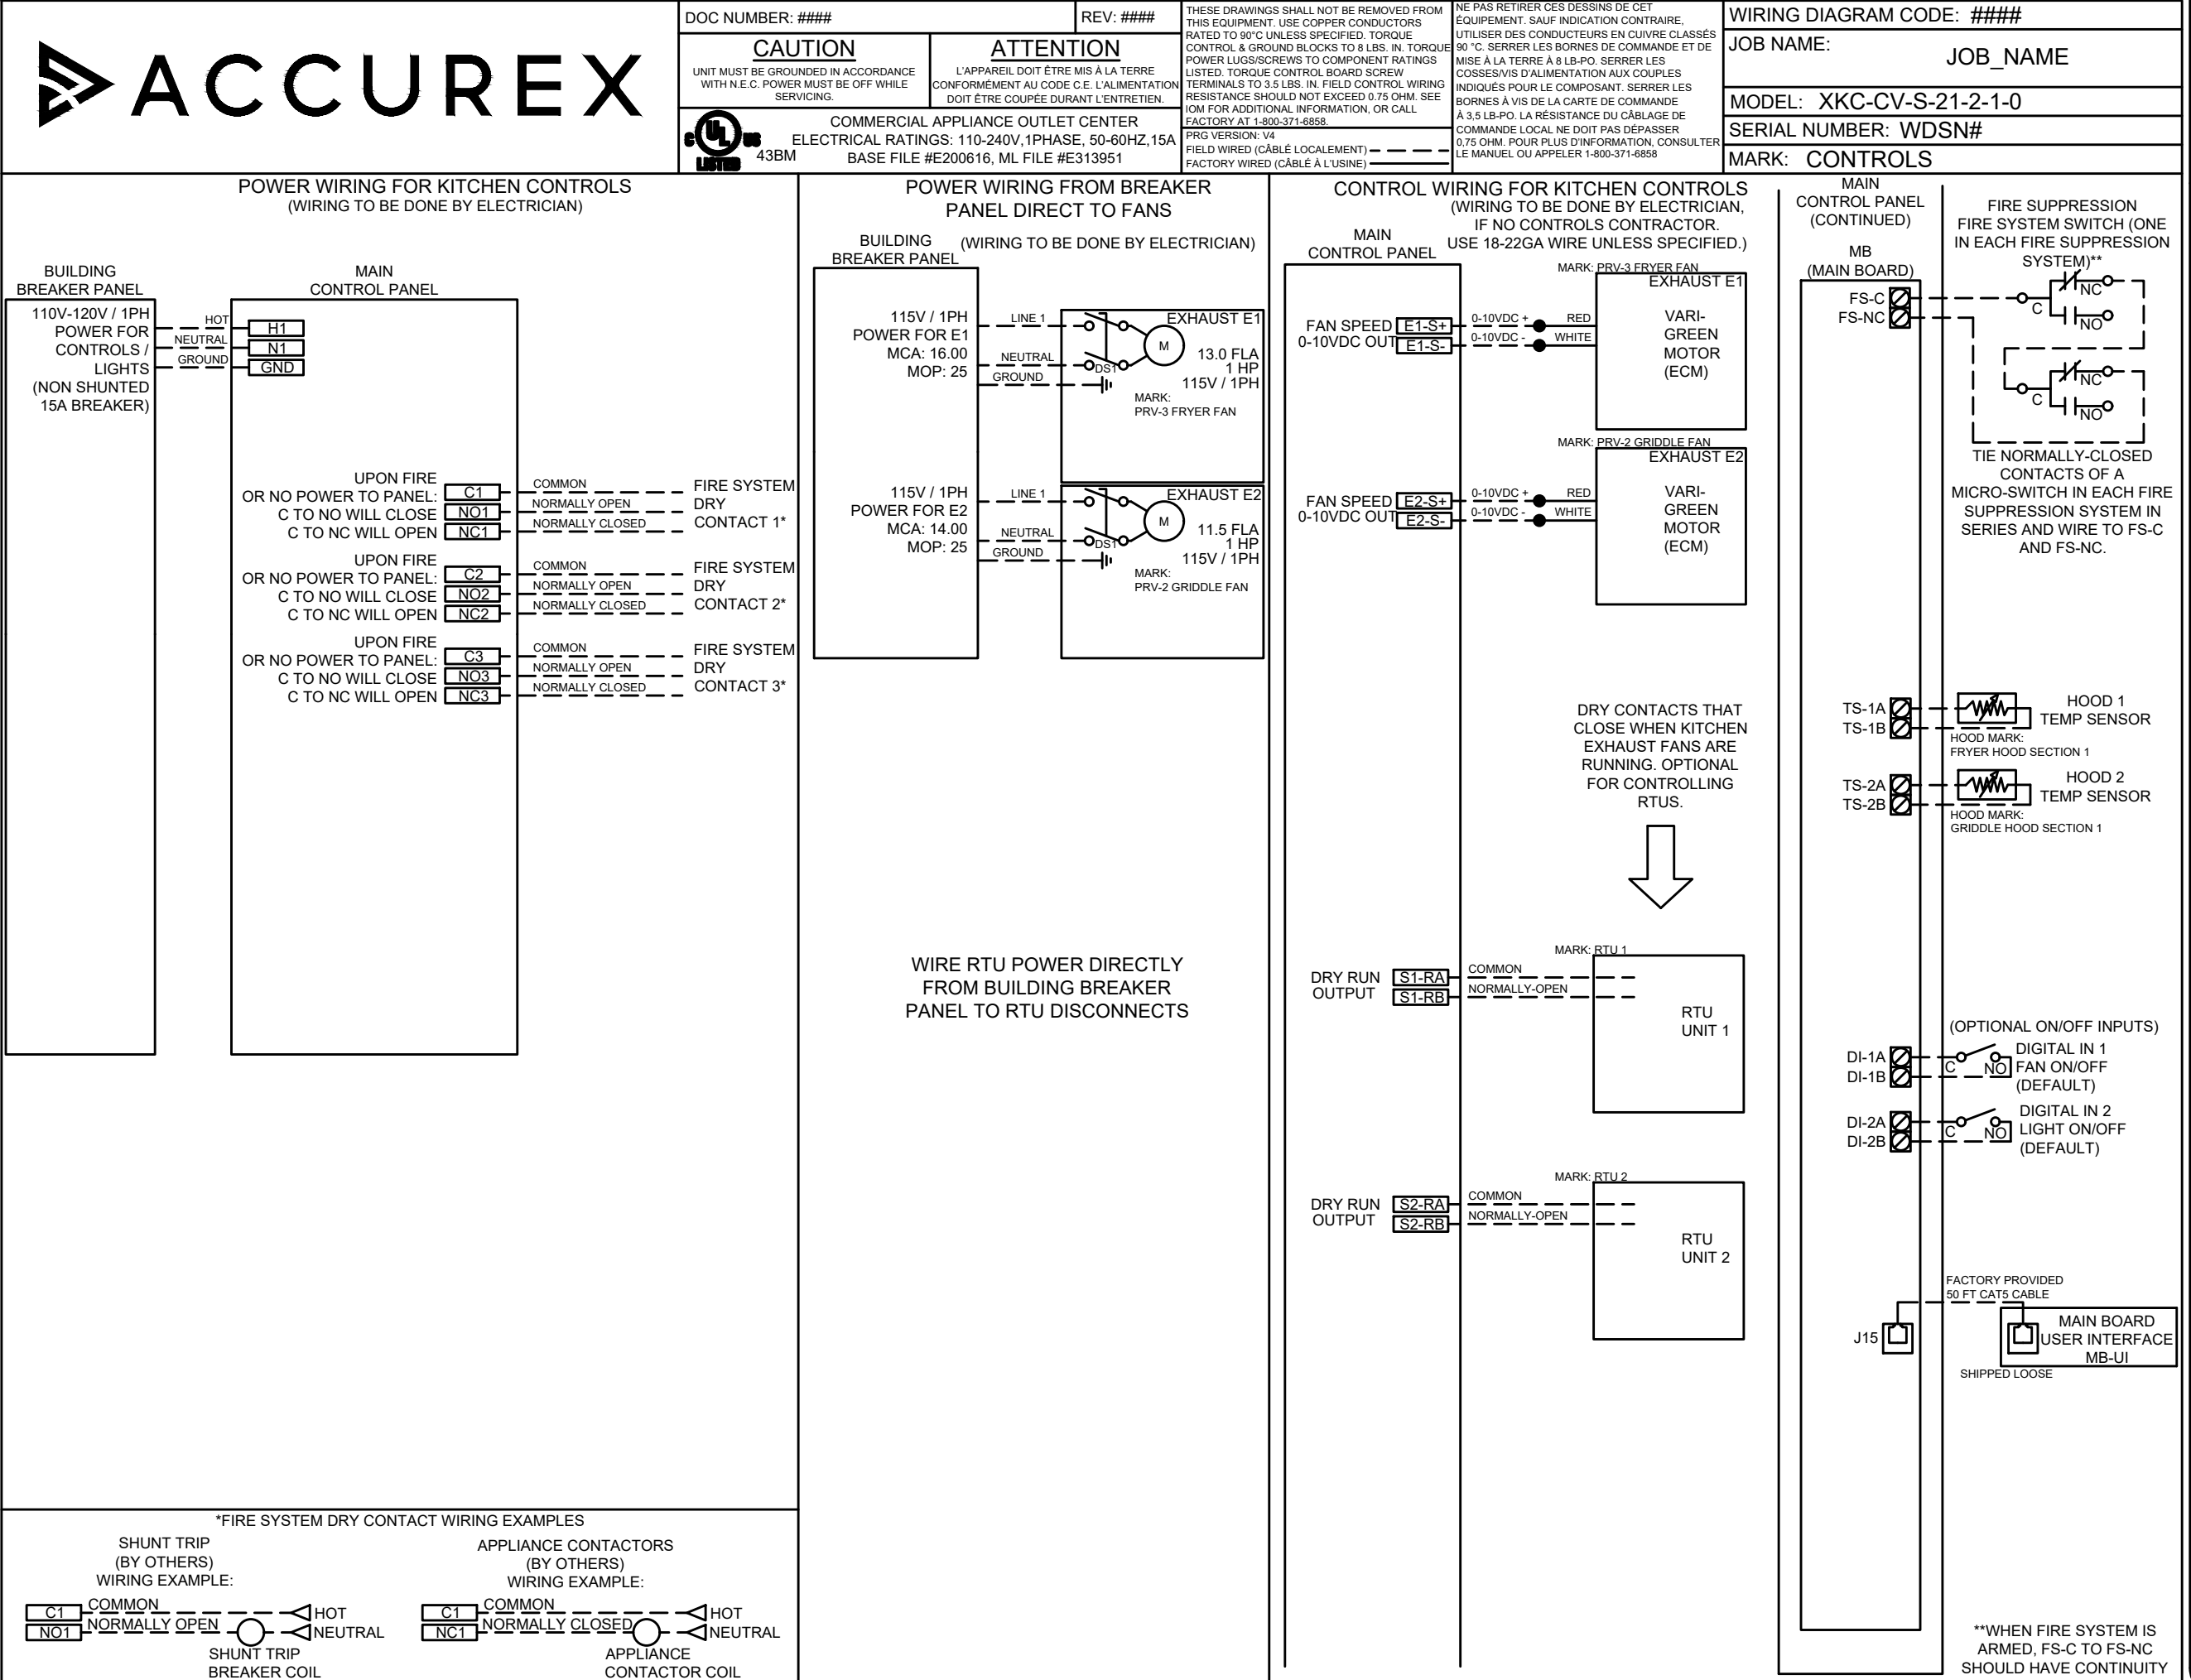 ACCUREX
DOC NUMBER: ####
REV: ####
CAUTION
UNIT MUST BE GROUNDED IN ACCORDANCE
WITH N.E.C. POWER MUST BE OFF WHILE
SERVICING.
ATTENTION
L'APPAREIL DOIT ÊTRE MIS À LA TERRE
CONFORMÉMENT AU CODE C.E. L'ALIMENTATION
DOIT ÊTRE COUPÉE DURANT L'ENTRETIEN.
C UL US
LISTED
43BM
COMMERCIAL APPLIANCE OUTLET CENTER
ELECTRICAL RATINGS: 110-240V,1PHASE, 50-60HZ,15A
BASE FILE #E200616, ML FILE #E313951
THESE DRAWINGS SHALL NOT BE REMOVED FROM
THIS EQUIPMENT. USE COPPER CONDUCTORS
RATED TO 90°C UNLESS SPECIFIED. TORQUE
CONTROL & GROUND BLOCKS TO 8 LBS. IN. TORQUE
POWER LUGS/SCREWS TO COMPONENT RATINGS
LISTED. TORQUE CONTROL BOARD SCREW
TERMINALS TO 3.5 LBS. IN. FIELD CONTROL WIRING
RESISTANCE SHOULD NOT EXCEED 0.75 OHM. SEE
IOM FOR ADDITIONAL INFORMATION, OR CALL
FACTORY AT 1-800-371-6858.
PRG VERSION: V4
FIELD WIRED (CÂBLÉ LOCALEMENT)
FACTORY WIRED (CÂBLÉ À L'USINE)
NE PAS RETIRER CES DESSINS DE CET
ÉQUIPEMENT. SAUF INDICATION CONTRAIRE,
UTILISER DES CONDUCTEURS EN CUIVRE CLASSÉS
90 °C. SERRER LES BORNES DE COMMANDE ET DE
MISE À LA TERRE À 8 LB-PO. SERRER LES
COSSES/VIS D'ALIMENTATION AUX COUPLES
INDIQUÉS POUR LE COMPOSANT. SERRER LES
BORNES À VIS DE LA CARTE DE COMMANDE
À 3,5 LB-PO. LA RÉSISTANCE DU CÂBLAGE DE
COMMANDE LOCAL NE DOIT PAS DÉPASSER
0,75 OHM. POUR PLUS D'INFORMATION, CONSULTER
LE MANUEL OU APPELER 1-800-371-6858
WIRING DIAGRAM CODE: ####
JOB NAME:
JOB_NAME
MODEL: XKC-CV-S-21-2-1-0
SERIAL NUMBER: WDSN#
MARK: CONTROLS
POWER WIRING FOR KITCHEN CONTROLS
(WIRING TO BE DONE BY ELECTRICIAN)
BUILDING
BREAKER PANEL
MAIN
CONTROL PANEL
110V-120V / 1PH
POWER FOR
CONTROLS /
LIGHTS
(NON SHUNTED
15A BREAKER)
HOT
H1
NEUTRAL
N1
GROUND
GND
UPON FIRE
OR NO POWER TO PANEL:
C TO NO WILL CLOSE
C TO NC WILL OPEN
C1
NO1
NC1
COMMON
NORMALLY OPEN
NORMALLY CLOSED
FIRE SYSTEM
DRY
CONTACT 1*
UPON FIRE
OR NO POWER TO PANEL:
C TO NO WILL CLOSE
C TO NC WILL OPEN
C2
NO2
NC2
COMMON
NORMALLY OPEN
NORMALLY CLOSED
FIRE SYSTEM
DRY
CONTACT 2*
UPON FIRE
OR NO POWER TO PANEL:
C TO NO WILL CLOSE
C TO NC WILL OPEN
C3
NO3
NC3
COMMON
NORMALLY OPEN
NORMALLY CLOSED
FIRE SYSTEM
DRY
CONTACT 3*
*FIRE SYSTEM DRY CONTACT WIRING EXAMPLES
SHUNT TRIP
(BY OTHERS)
WIRING EXAMPLE:
C1
COMMON
HOT
NO1
NORMALLY OPEN
NEUTRAL
SHUNT TRIP
BREAKER COIL
APPLIANCE CONTACTORS
(BY OTHERS)
WIRING EXAMPLE:
C1
COMMON
HOT
NC1
NORMALLY CLOSED
NEUTRAL
APPLIANCE
CONTACTOR COIL
POWER WIRING FROM BREAKER
PANEL DIRECT TO FANS
(WIRING TO BE DONE BY ELECTRICIAN)
BUILDING
BREAKER PANEL
115V / 1PH
POWER FOR E1
MCA: 16.00
MOP: 25
LINE 1
NEUTRAL
GROUND
EXHAUST E1
M
DS1
13.0 FLA
1 HP
115V / 1PH
MARK:
PRV-3 FRYER FAN
115V / 1PH
POWER FOR E2
MCA: 14.00
MOP: 25
LINE 1
NEUTRAL
GROUND
EXHAUST E2
M
DS1
11.5 FLA
1 HP
115V / 1PH
MARK:
PRV-2 GRIDDLE FAN
WIRE RTU POWER DIRECTLY
FROM BUILDING BREAKER
PANEL TO RTU DISCONNECTS
CONTROL WIRING FOR KITCHEN CONTROLS
(WIRING TO BE DONE BY ELECTRICIAN,
IF NO CONTROLS CONTRACTOR.
USE 18-22GA WIRE UNLESS SPECIFIED.)
MAIN
CONTROL PANEL
MARK: PRV-3 FRYER FAN
EXHAUST E1
FAN SPEED
0-10VDC OUT
E1-S+
E1-S-
0-10VDC +
0-10VDC -
RED
WHITE
VARI-
GREEN
MOTOR
(ECM)
MARK: PRV-2 GRIDDLE FAN
EXHAUST E2
FAN SPEED
0-10VDC OUT
E2-S+
E2-S-
0-10VDC +
0-10VDC -
RED
WHITE
VARI-
GREEN
MOTOR
(ECM)
DRY CONTACTS THAT
CLOSE WHEN KITCHEN
EXHAUST FANS ARE
RUNNING. OPTIONAL
FOR CONTROLLING
RTUS.
MARK: RTU 1
DRY RUN
OUTPUT
S1-RA
S1-RB
COMMON
NORMALLY-OPEN
RTU
UNIT 1
MARK: RTU 2
DRY RUN
OUTPUT
S2-RA
S2-RB
COMMON
NORMALLY-OPEN
RTU
UNIT 2
MAIN
CONTROL PANEL
(CONTINUED)
MB
(MAIN BOARD)
FS-C
FS-NC
FIRE SUPPRESSION
FIRE SYSTEM SWITCH (ONE
IN EACH FIRE SUPPRESSION
SYSTEM)**
C
NC
NO
C
NC
NO
TIE NORMALLY-CLOSED
CONTACTS OF A
MICRO-SWITCH IN EACH FIRE
SUPPRESSION SYSTEM IN
SERIES AND WIRE TO FS-C
AND FS-NC.
TS-1A
TS-1B
HOOD 1
TEMP SENSOR
HOOD MARK:
FRYER HOOD SECTION 1
TS-2A
TS-2B
HOOD 2
TEMP SENSOR
HOOD MARK:
GRIDDLE HOOD SECTION 1
(OPTIONAL ON/OFF INPUTS)
DI-1A
DI-1B
C
NO
DIGITAL IN 1
FAN ON/OFF
(DEFAULT)
DI-2A
DI-2B
C
NO
DIGITAL IN 2
LIGHT ON/OFF
(DEFAULT)
FACTORY PROVIDED
50 FT CAT5 CABLE
J15
MAIN BOARD
USER INTERFACE
MB-UI
SHIPPED LOOSE
**WHEN FIRE SYSTEM IS
ARMED, FS-C TO FS-NC
SHOULD HAVE CONTINUITY